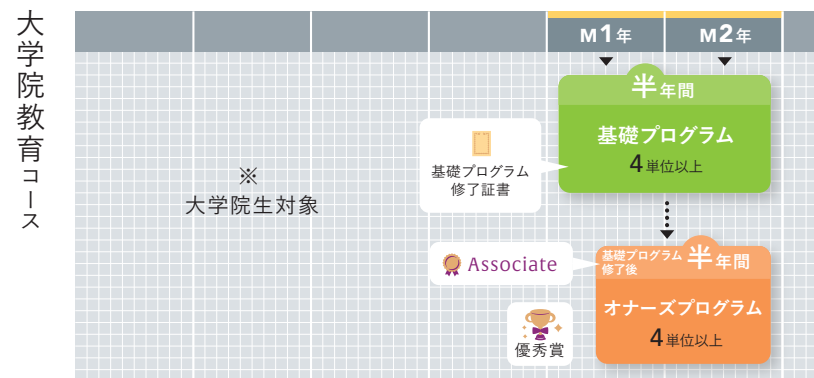 大学院教育コース
M1年
M2年
半年間
基礎プログラム
4単位以上
基礎プログラム
修了証書
※
大学院生対象
基礎プログラム
修了後
半年間
Associate
オナーズプログラム
4単位以上
優秀賞